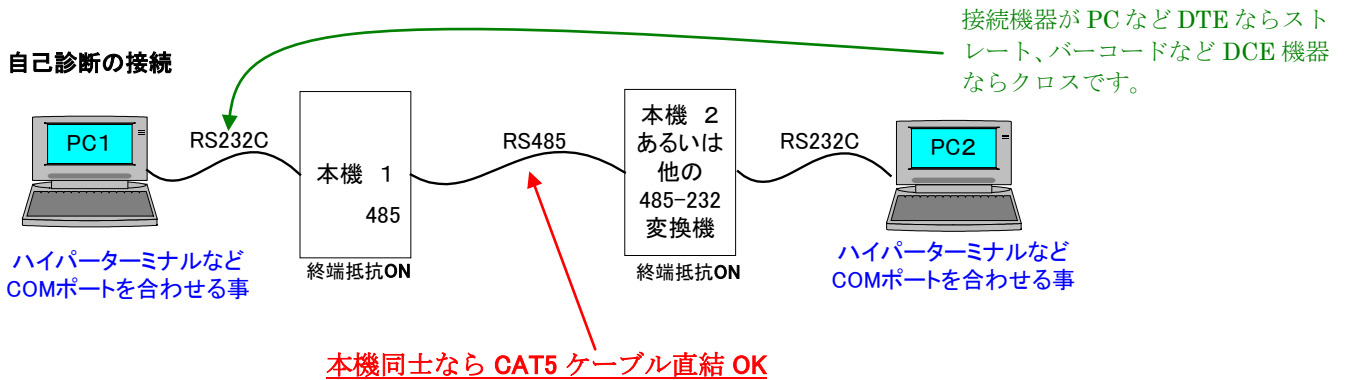 接続機器が PC など DTE ならスト
レート、バーコードなど DCE 機器
ならクロスです。
自己診断の接続
PC1
RS232C
本機 1
485
終端抵抗ON
RS485
本機 2
あるいは
他の
485-232
変換機
終端抵抗ON
RS232C
PC2
ハイパーターミナルなど
COMポートを合わせる事
ハイパーターミナルなど
COMポートを合わせる事
本機同士なら CAT5 ケーブル直結 OK